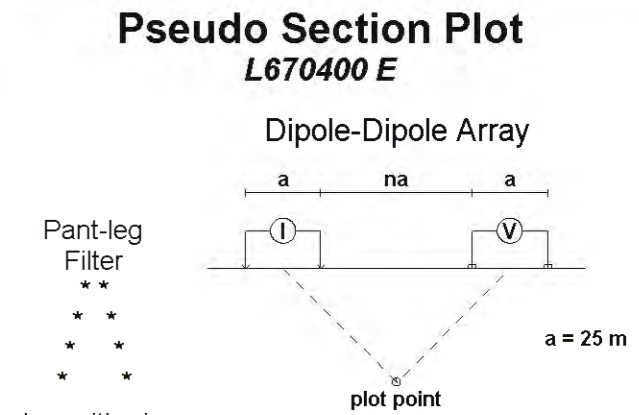 Pseudo Section Plot
L670400 E
Dipole-Dipole Array
a na a
Pant-leg
Filter
I V
* *
* *
* *
* *
a = 25 m
plot point